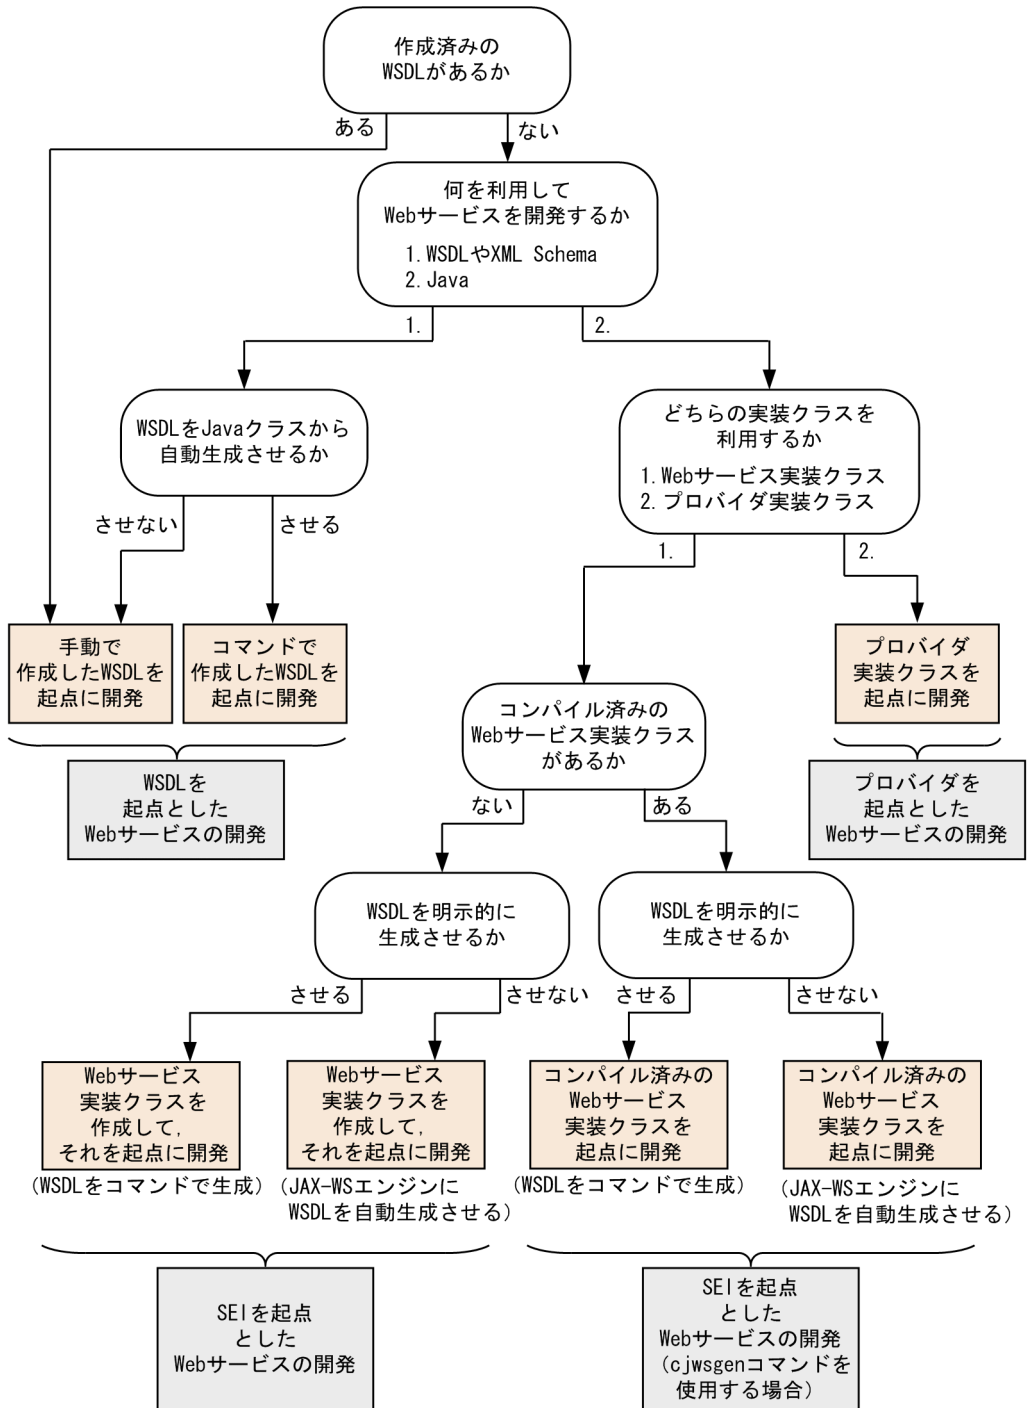 作成済みの
WSDLがあるか
ある
ない
何を利用して
Webサービスを開発するか
1. WSDLやXML Schema
2. Java
1.
2.
WSDLをJavaクラスから
自動生成させるか
どちらの実装クラスを
利用するか
1. Webサービス実装クラス
2. プロバイダ実装クラス
させない
させる
1.
2.
手動で
作成したWSDLを
起点に開発
コマンドで
作成したWSDLを
起点に開発
プロバイダ
実装クラスを
起点に開発
コンパイル済みの
Webサービス実装クラス
があるか
WSDLを
起点とした
Webサービスの開発
プロバイダを
起点とした
Webサービスの開発
ない
ある
WSDLを明示的に
生成させるか
WSDLを明示的に
生成させるか
させる
させない
させる
させない
Webサービス
実装クラスを
作成して,
それを起点に開発
(WSDLをコマンドで生成)
Webサービス
実装クラスを
作成して,
それを起点に開発
(JAX-WSエンジンに
WSDLを自動生成させる)
コンパイル済みの
Webサービス
実装クラスを
起点に開発
(WSDLをコマンドで生成)
コンパイル済みの
Webサービス
実装クラスを
起点に開発
(JAX-WSエンジンに
WSDLを自動生成させる)
SEIを起点
とした
Webサービスの開発
SEIを起点
とした
Webサービスの開発
(cjwsgenコマンドを
使用する場合)